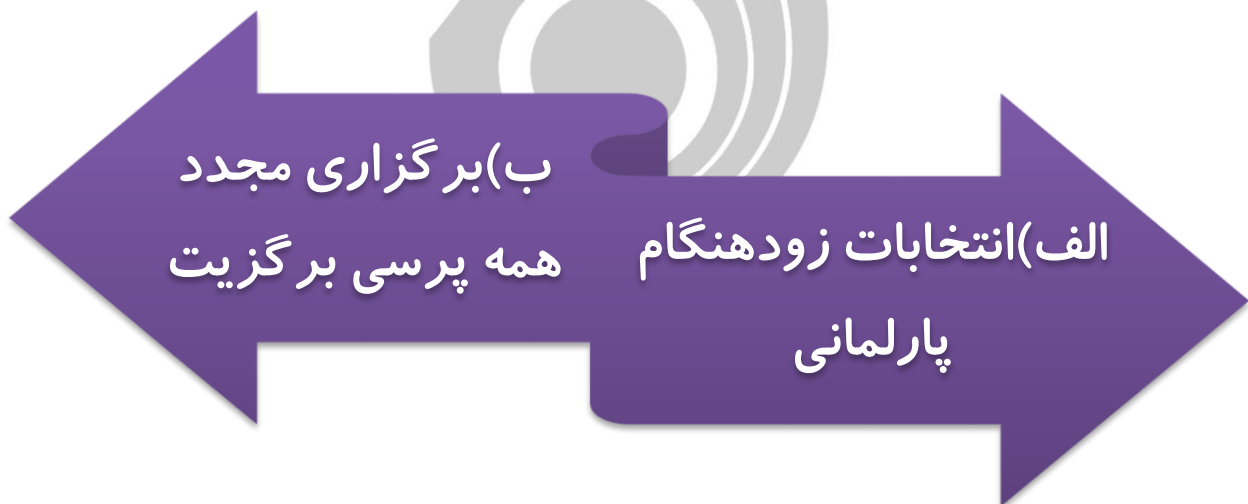 الف)انتخابات زودهنگام
پارلمانی
ب)برگزاری مجدد
همه پرسی برگزیت